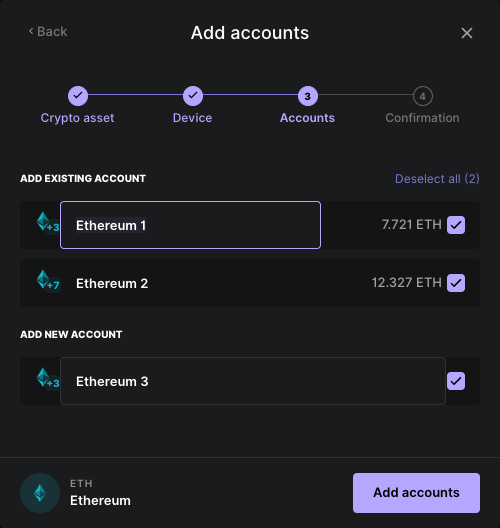 Back
Add accounts
3
4
Crypto asset
Device
Accounts
Confirmation
ADD EXISTING ACCOUNT
Deselect all (2)
+3
Ethereum 1
7.721 ETH
+7
Ethereum 2
12.327 ETH
ADD NEW ACCOUNT
+3
Ethereum 3
ETH
Ethereum
Add accounts